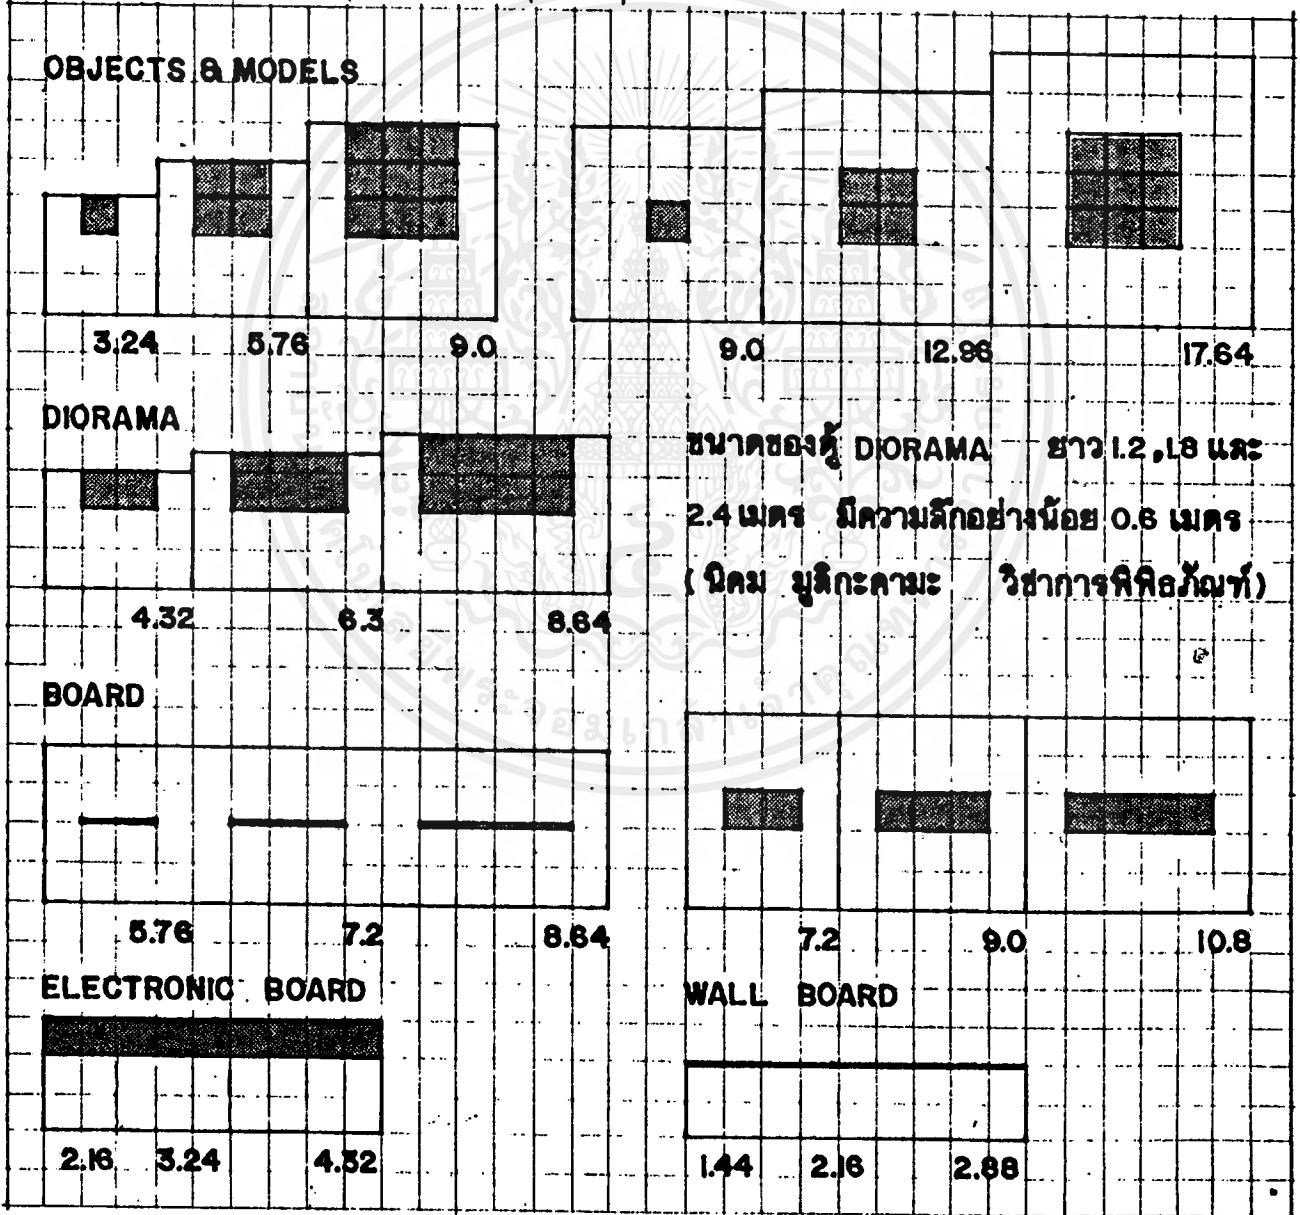 OBJECTS & MODELS
3.24 5.76 9.0 9.0 12.96 17.64
DIORAMA
ขนาดของตู้ DIORAMA ยาว 1.2 , 1.8 และ
2.4 เมตร มีความลึกอย่างน้อย 0.6 เมตร
( นิคม มูสิกะคามะ วิชาการพิพิธภัณฑ์ )
4.32 6.3 8.64
BOARD
5.76 7.2 8.64 7.2 9.0 10.8
ELECTRONIC BOARD WALL BOARD
2.16 3.24 4.32 1.44 2.16 2.88